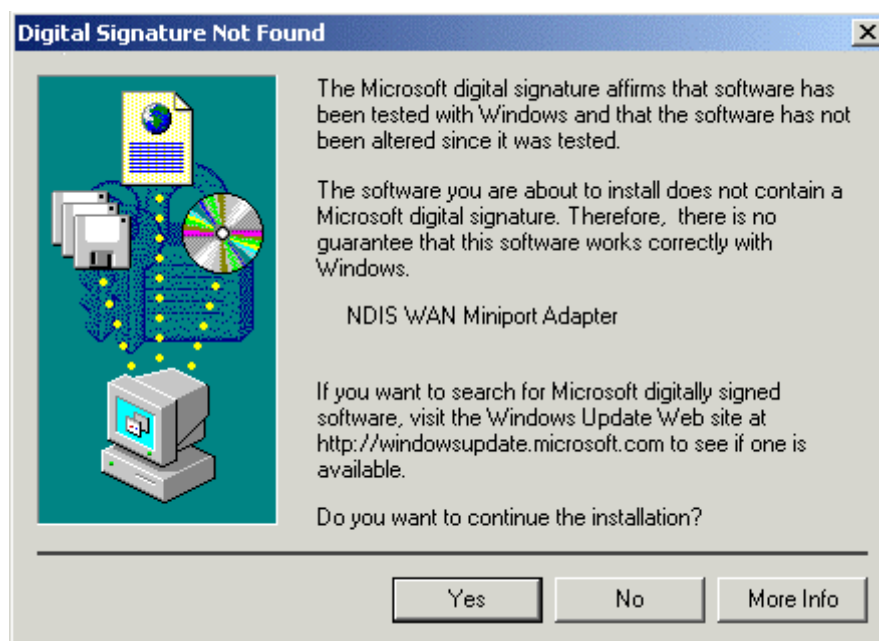 Digital Signature Not Found
The Microsoft digital signature affirms that software has
been tested with Windows and that the software has not
been altered since it was tested.
The software you are about to install does not contain a
Microsoft digital signature. Therefore,  there is no
guarantee that this software works correctly with
Windows.
NDIS WAN Miniport Adapter
If you want to search for Microsoft digitally signed
software, visit the Windows Update Web site at
http://windowsupdate.microsoft.com to see if one is
available.
Do you want to continue the installation?
Yes
No
More Info